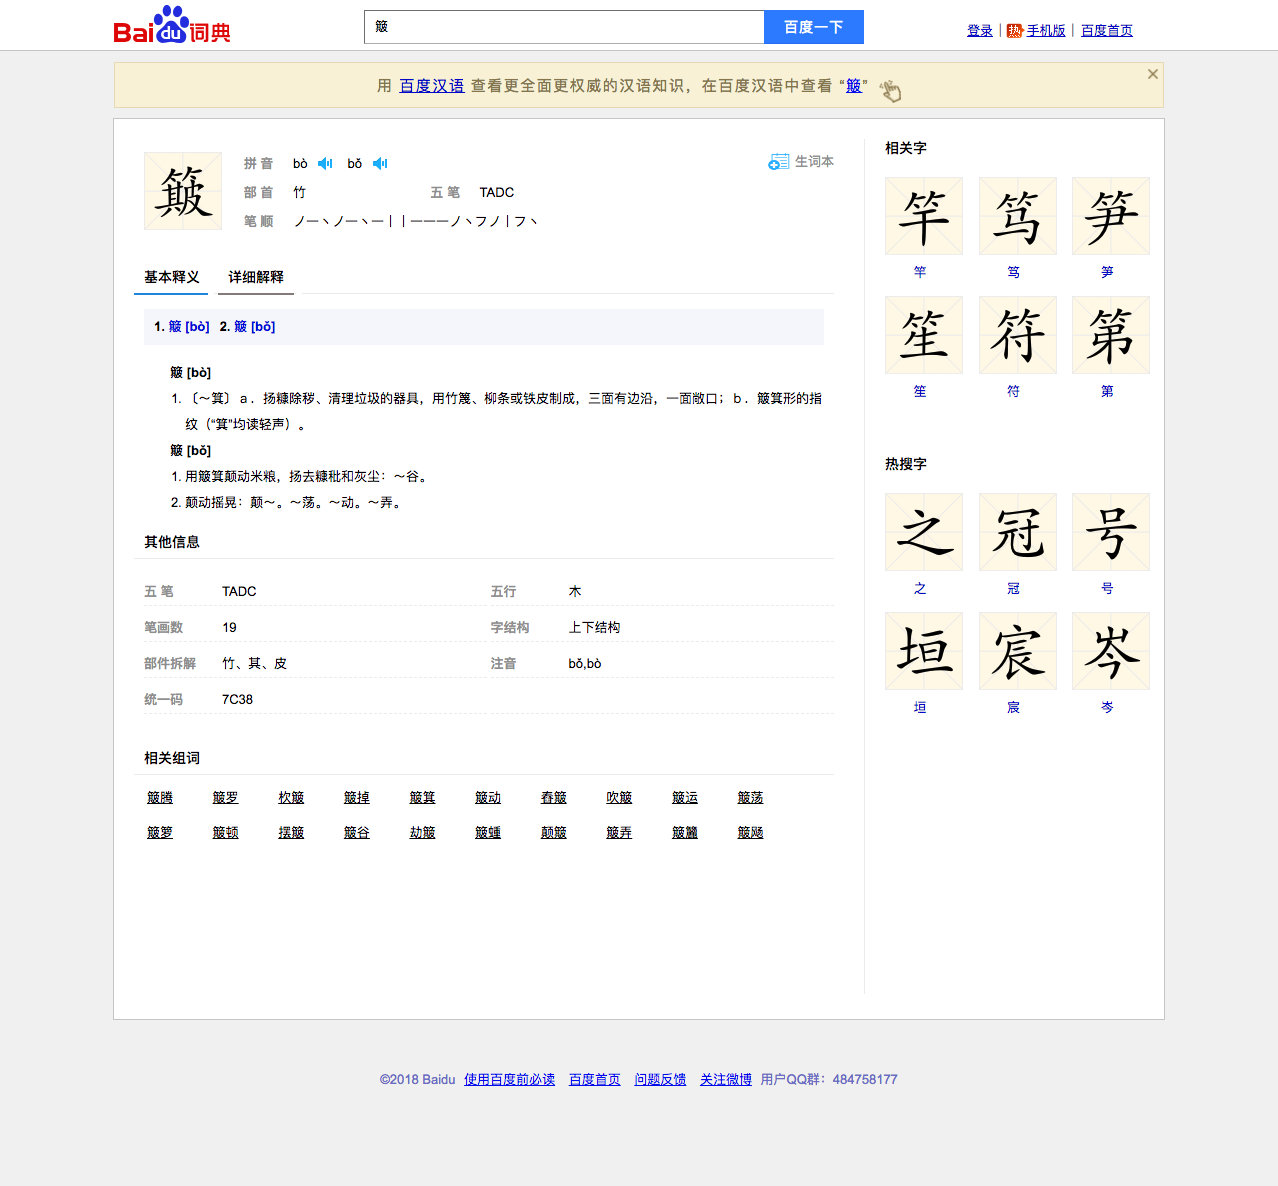 Baidu词典
簸
百度一下
登录 | 热 手机版 | 百度首页
用 百度汉语 查看更全面更权威的汉语知识，在百度汉语中查看 “簸”
簸
拼 音 bò bǒ
生词本
部 首 竹 五 笔 TADC
笔 顺 ノ一丶ノ一丶一丨丨一一一ノ丶フノ丨フ丶
基本释义 详细解释
1. 簸 [bò] 2. 簸 [bǒ]
簸 [bò]
1. 〔～箕〕ａ．扬糠除秽、清理垃圾的器具，用竹篾、柳条或铁皮制成，三面有边沿，一面敞口；ｂ．簸箕形的指
纹（“箕”均读轻声）。
簸 [bǒ]
1. 用簸箕颠动米粮，扬去糠秕和灰尘：～谷。
2. 颠动摇晃：颠～。～荡。～动。～弄。
其他信息
五 笔 TADC 五行 木
笔画数 19 字结构 上下结构
部件拆解 竹、其、皮 注音 bǒ,bò
统一码 7C38
相关组词
簸腾 簸罗 杴簸 簸掉 簸箕 簸动 舂簸 吹簸 簸运 簸荡
簸箩 簸顿 摆簸 簸谷 劫簸 颠簸 簸弄 簸飏
相关字
竿 笃 笋
竿 笃 笋
笙 符 第
笙 符 第
热搜字
之 冠 号
之 冠 号
垣 宸 岑
垣 宸 岑
©2018 Baidu 使用百度前必读 百度首页 问题反馈 关注微博 用户QQ群：484758177